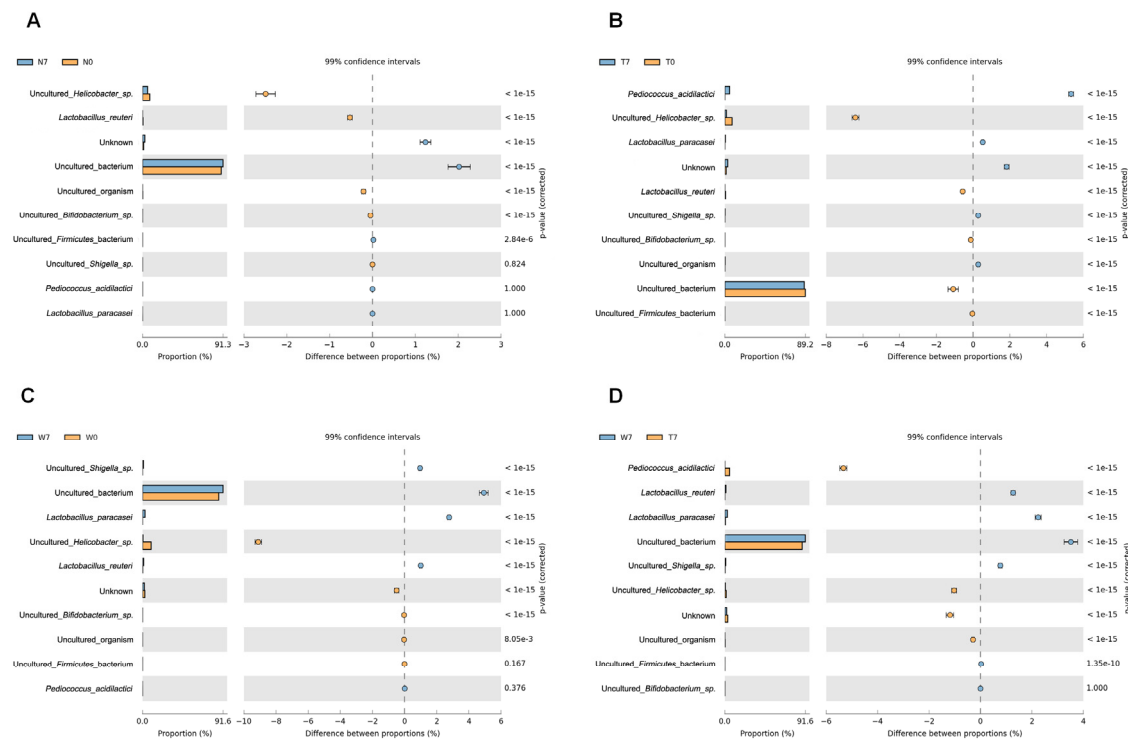 A
N7 N0
99% confidence intervals
Uncultured_Helicobacter_sp. < 1e-15
Lactobacillus_reuteri < 1e-15
Unknown < 1e-15
Uncultured_bacterium < 1e-15
Uncultured_organism < 1e-15
Uncultured_Bifidobacterium_sp. < 1e-15
Uncultured_Firmicutes_bacterium 2.84e-6
Uncultured_Shigella_sp. 0.824
Pediococcus_acidilactici 1.000
Lactobacillus_paracasei 1.000
p-value (corrected)
0.0 91.3 −3 −2 −1 0 1 2 3
Proportion (%) Difference between proportions (%)
B
T7 T0
99% confidence intervals
Pediococcus_acidilactici < 1e-15
Uncultured_Helicobacter_sp. < 1e-15
Lactobacillus_paracasei < 1e-15
Unknown < 1e-15
Lactobacillus_reuteri < 1e-15
Uncultured_Shigella_sp. < 1e-15
Uncultured_Bifidobacterium_sp. < 1e-15
Uncultured_organism < 1e-15
Uncultured_bacterium < 1e-15
Uncultured_Firmicutes_bacterium < 1e-15
p-value (corrected)
0.0 89.2 −8 −6 −4 −2 0 2 4 6
Proportion (%) Difference between proportions (%)
C
W7 W0
99% confidence intervals
Uncultured_Shigella_sp. < 1e-15
Uncultured_bacterium < 1e-15
Lactobacillus_paracasei < 1e-15
Uncultured_Helicobacter_sp. < 1e-15
Lactobacillus_reuteri < 1e-15
Unknown < 1e-15
Uncultured_Bifidobacterium_sp. < 1e-15
Uncultured_organism 8.05e-3
Uncultured_Firmicutes_bacterium 0.167
Pediococcus_acidilactici 0.376
p-value (corrected)
0.0 91.6 −10 −8 −6 −4 −2 0 2 4 6
Proportion (%) Difference between proportions (%)
D
W7 T7
99% confidence intervals
Pediococcus_acidilactici < 1e-15
Lactobacillus_reuteri < 1e-15
Lactobacillus_paracasei < 1e-15
Uncultured_bacterium < 1e-15
Uncultured_Shigella_sp. < 1e-15
Uncultured_Helicobacter_sp. < 1e-15
Unknown < 1e-15
Uncultured_organism < 1e-15
Uncultured_Firmicutes_bacterium 1.35e-10
Uncultured_Bifidobacterium_sp. 1.000
p-value (corrected)
0.0 91.6 −6 −4 −2 0 2 4
Proportion (%) Difference between proportions (%)